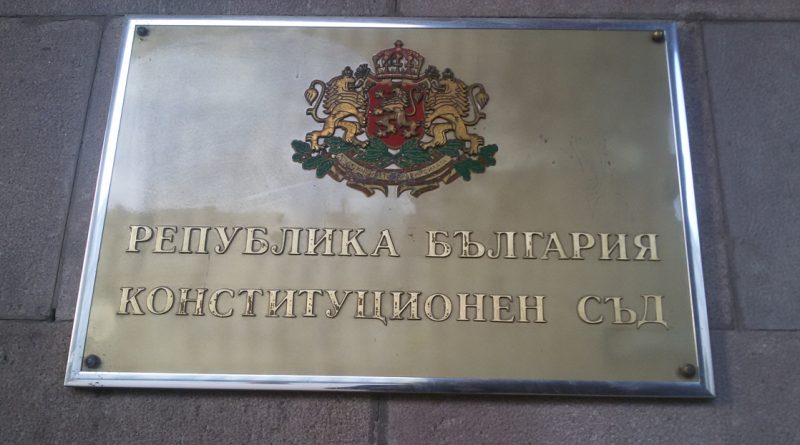 РЕПУБЛИКА БЪЛГАРИЯ
КОНСТИТУЦИОНЕН СЪД